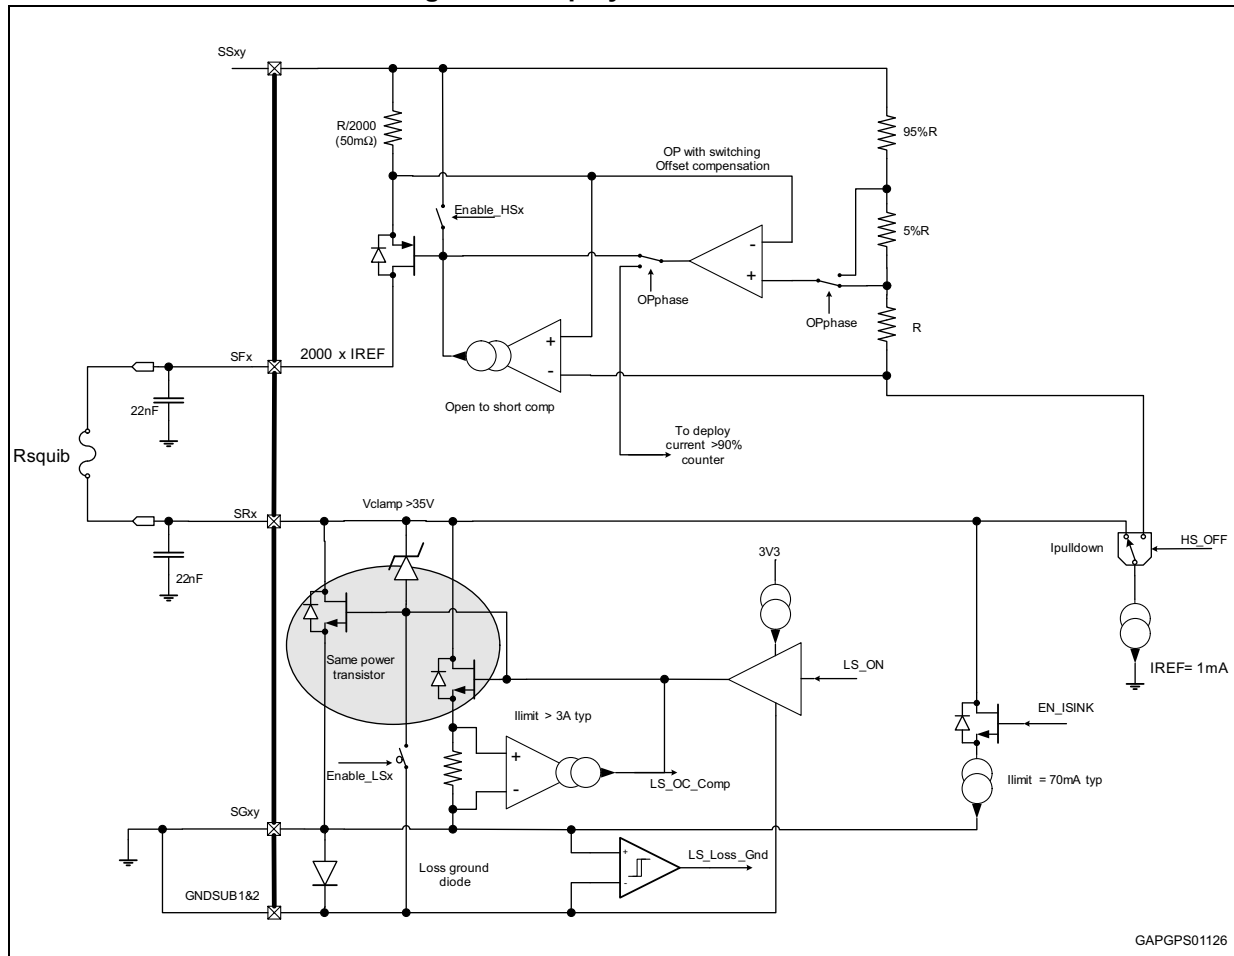 SSxy
R/2000
(50mΩ)
95%R
OP with switching
Offset compensation
Enable_HSx
5%R
-
+
OPphase
OPphase
R
SFx
2000 x IREF
+
-
22nF
Open to short comp
To deploy
current >90%
counter
Rsquib
Vclamp >35V
SRx
3V3
Ipulldown
HS_OFF
22nF
Same power
transistor
LS_ON
IREF= 1mA
Ilimit > 3A typ
EN_ISINK
+
-
Enable_LSx
LS_OC_Comp
Ilimit = 70mA typ
SGxy
Loss ground
diode
+
-
LS_Loss_Gnd
GNDSUB1&2
GAPGPS01126